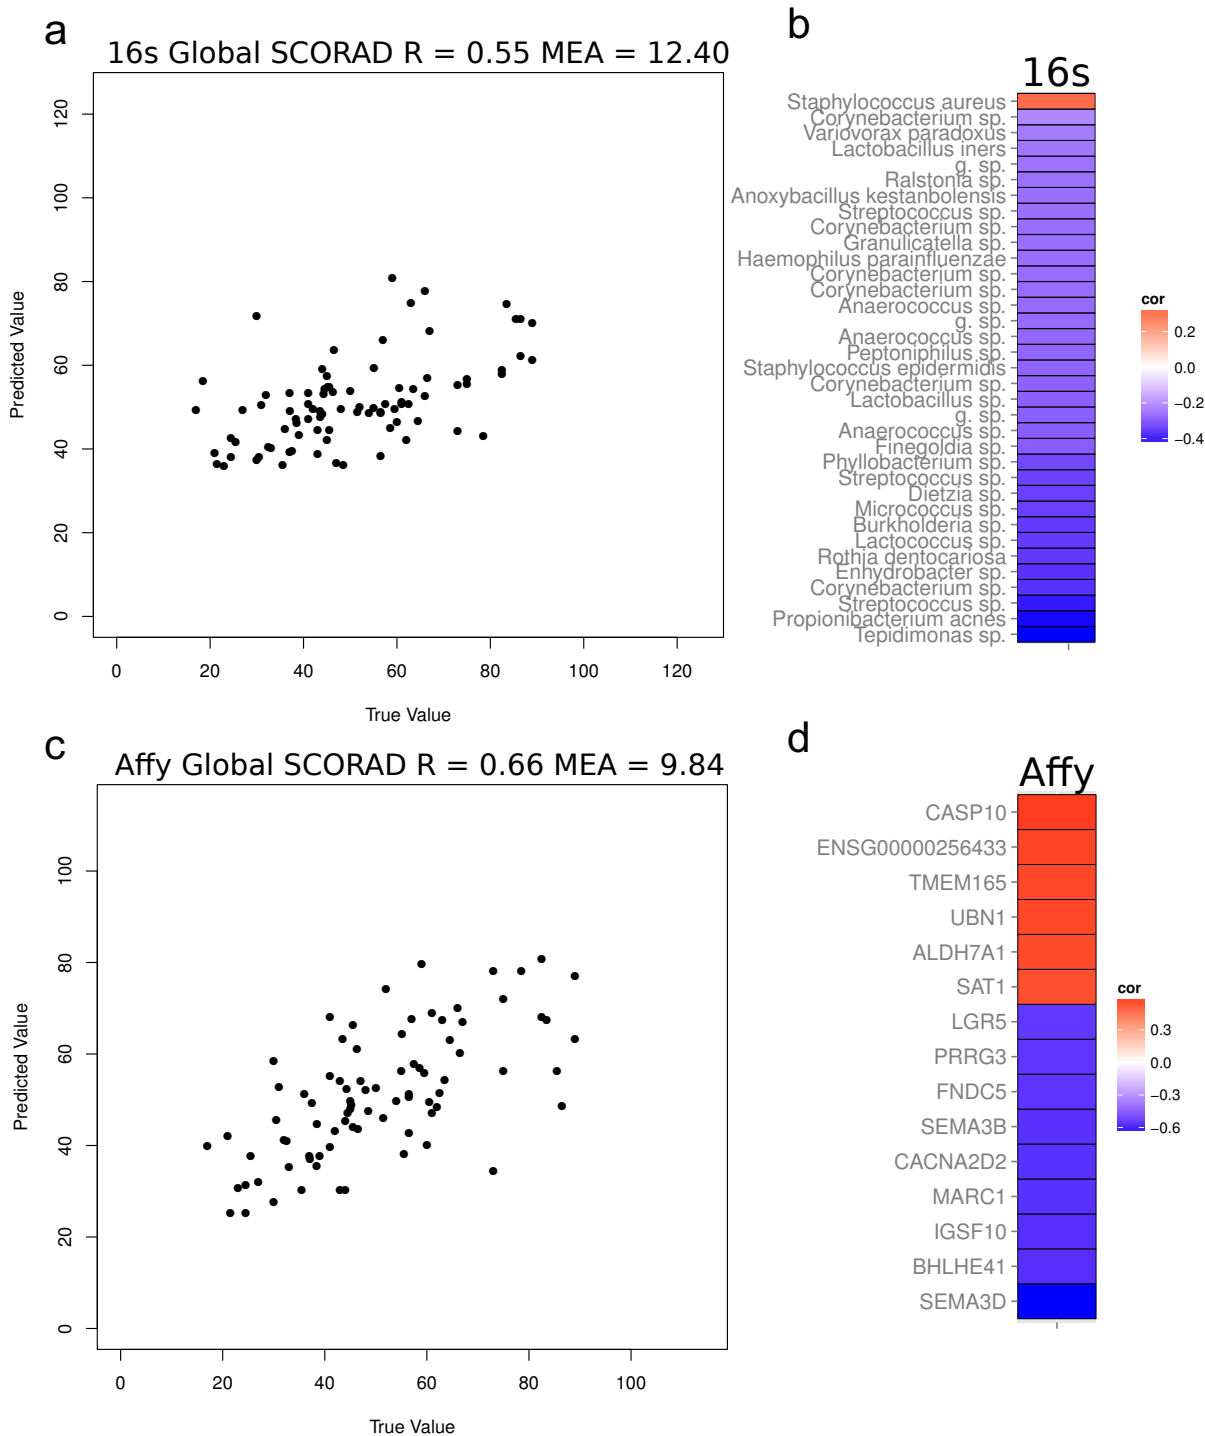 a
16s Global SCORAD R = 0.55 MEA = 12.40
120
100
80
60
40
20
0
Predicted Value
0 20 40 60 80 100 120
True Value
b
16s
Staphylococcus aureus
Corynebacterium sp.
Variovorax paradoxus
Lactobacillus iners
g. sp.
Ralstonia sp.
Anoxybacillus kestanbolensis
Streptococcus sp.
Corynebacterium sp.
Granulicatella sp.
Haemophilus parainfluenzae
Corynebacterium sp.
Corynebacterium sp.
Anaerococcus sp.
g. sp.
Anaerococcus sp.
Peptoniphilus sp.
Staphylococcus epidermidis
Corynebacterium sp.
Lactobacillus sp.
g. sp.
Anaerococcus sp.
Finegoldia sp.
Phyllobacterium sp.
Streptococcus sp.
Dietzia sp.
Micrococcus sp.
Burkholderia sp.
Lactococcus sp.
Rothia dentocariosa
Enhydrobacter sp.
Corynebacterium sp.
Streptococcus sp.
Propionibacterium acnes
Tepidimonas sp.
cor
0.2
0.0
−0.2
−0.4
c
Affy Global SCORAD R = 0.66 MEA = 9.84
100
80
60
40
20
0
Predicted Value
0 20 40 60 80 100
True Value
d
Affy
CASP10
ENSG00000256433
TMEM165
UBN1
ALDH7A1
SAT1
LGR5
PRRG3
FNDC5
SEMA3B
CACNA2D2
MARC1
IGSF10
BHLHE41
SEMA3D
cor
0.3
0.0
−0.3
−0.6